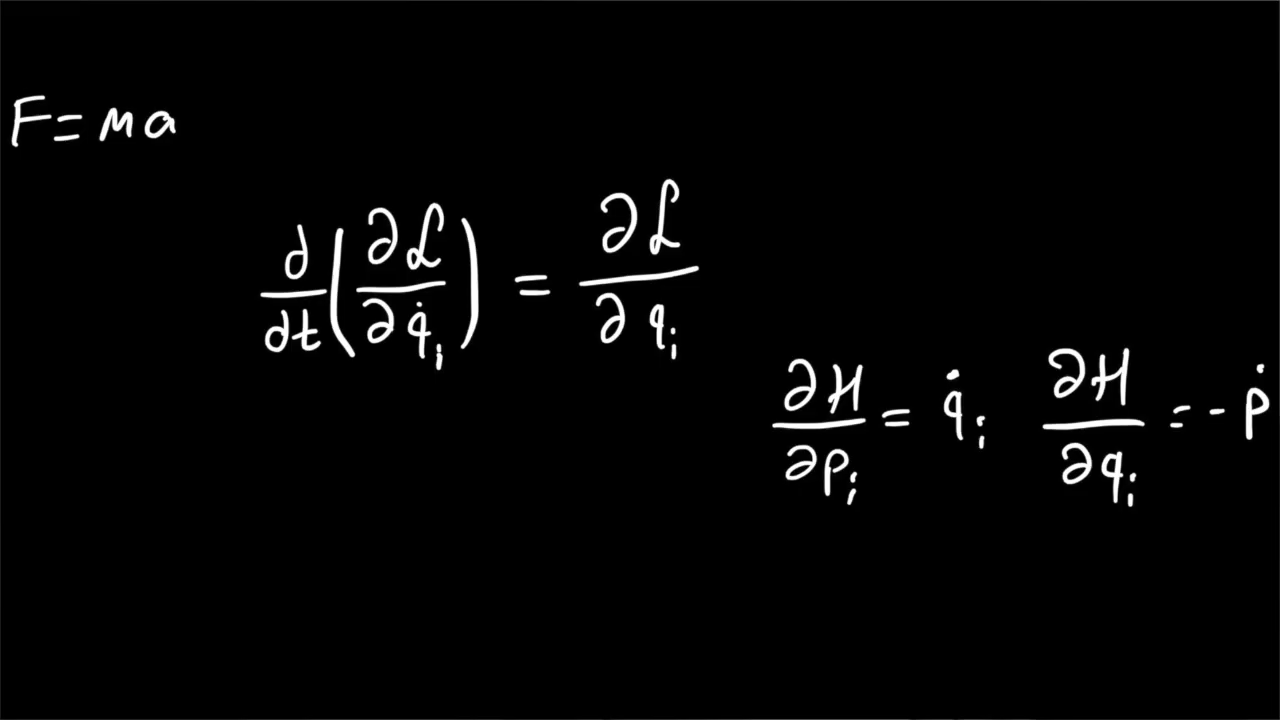 F = ma
d/dt(∂ℒ/∂q̇ᵢ) = ∂ℒ/∂qᵢ
∂H/∂pᵢ = q̇ᵢ ∂H/∂qᵢ = -ṗ